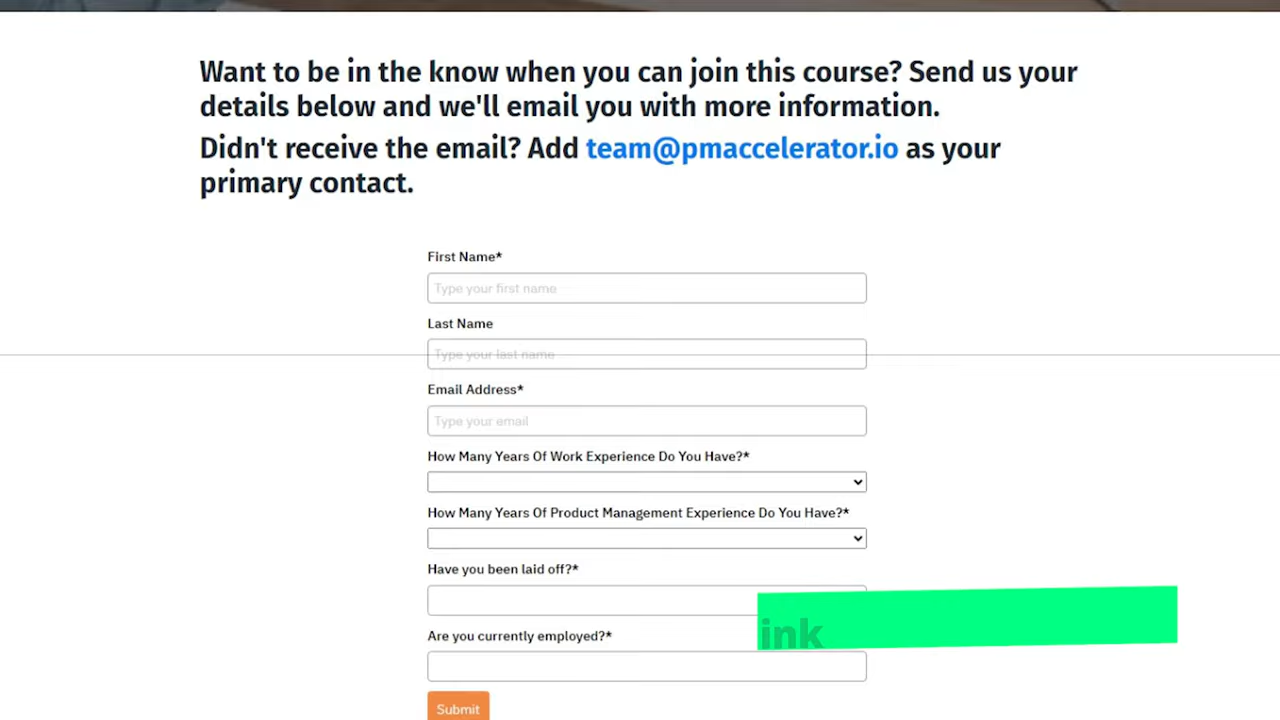 Want to be in the know when you can join this course? Send us your
details below and we'll email you with more information.
Didn't receive the email? Add team@pmaccelerator.io as your
primary contact.
First Name*
Type your first name
Last Name
Type your last name
Email Address*
Type your email
How Many Years Of Work Experience Do You Have?*
How Many Years Of Product Management Experience Do You Have?*
Have you been laid off?*
Are you currently employed?*
ink
Submit